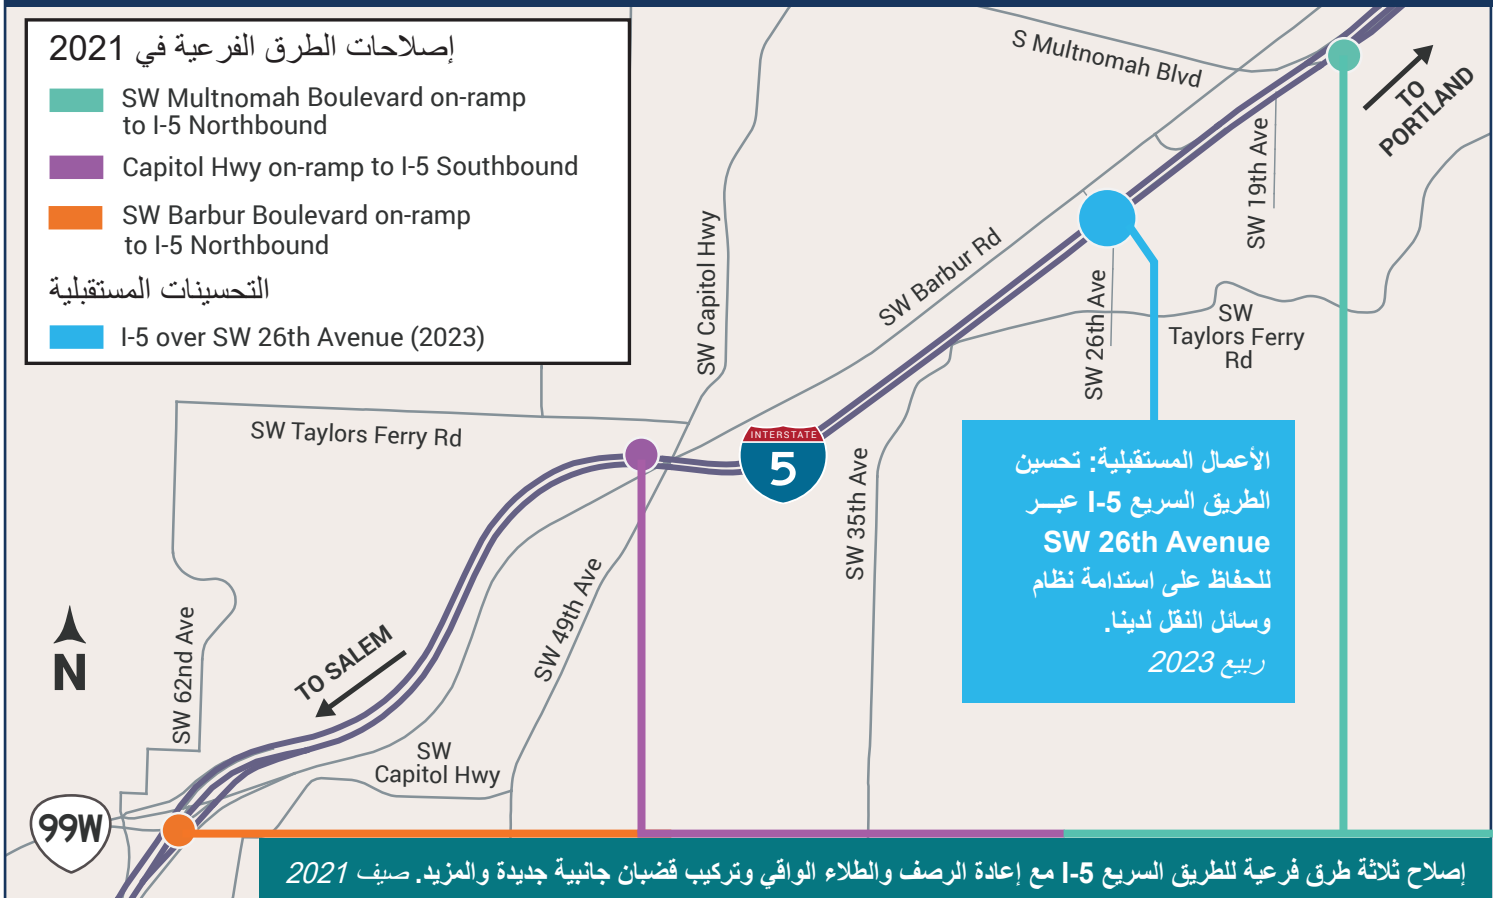 إصلاحات الطرق الفرعية في 2021
SW Multnomah Boulevard on-ramp
to I-5 Northbound
Capitol Hwy on-ramp to I-5 Southbound
SW Barbur Boulevard on-ramp
to I-5 Northbound
التحسينات المستقبلية
I-5 over SW 26th Avenue (2023)
S Multnomah Blvd
TO
PORTLAND
SW 19th Ave
SW Capitol Hwy
SW Barbur Rd
SW 26th Ave
SW
Taylors Ferry
Rd
SW Taylors Ferry Rd
INTERSTATE
5
SW 35th Ave
الأعمال المستقبلية: تحسين
الطريق السريع I-5 عبر
SW 26th Avenue
للحفاظ على استدامة نظام
وسائل النقل لدينا.
ربيع 2023
SW 49th Ave
N
SW 62nd Ave
TO SALEM
SW
Capitol Hwy
99W
إصلاح ثلاثة طرق فرعية للطريق السريع I-5 مع إعادة الرصف والطلاء الواقي وتركيب قضبان جانبية جديدة والمزيد. صيف 2021